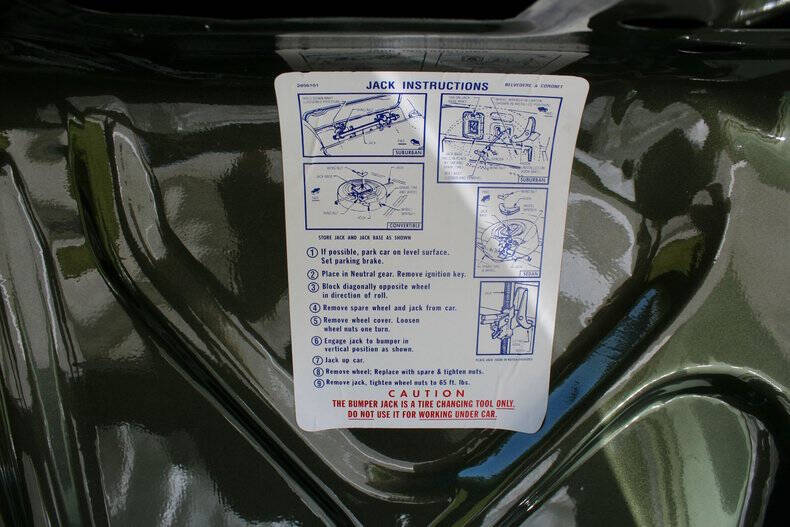 JACK INSTRUCTIONS
BELVEDERE & CORONET
SUBURBAN
JACK
SUBURBAN
CONVERTIBLE
SEDAN
STORE JACK AND JACK BASE AS SHOWN
1 If possible, park car on level surface.
Set parking brake.
2 Place in Neutral gear. Remove ignition key.
3 Block diagonally opposite wheel
in direction of roll.
4 Remove spare wheel and jack from car.
5 Remove wheel cover. Loosen
wheel nuts one turn.
6 Engage jack to bumper in
vertical position as shown.
7 Jack up car.
8 Remove wheel; Replace with spare & tighten nuts.
9 Remove jack, tighten wheel nuts to 65 ft. lbs.
CAUTION
THE BUMPER JACK IS A TIRE CHANGING TOOL ONLY.
DO NOT USE IT FOR WORKING UNDER CAR.